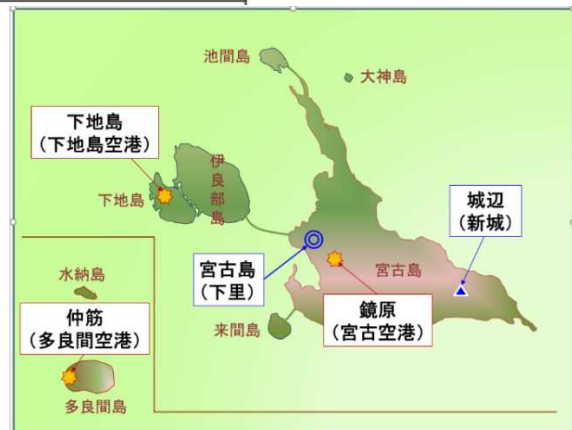 池間島
大神島
下地島
(下地島空港)
伊良部島
下地島
城辺
(新城)
宮古島
(下里)
宮古島
鏡原
(宮古空港)
来間島
水納島
仲筋
(多良間空港)
多良間島